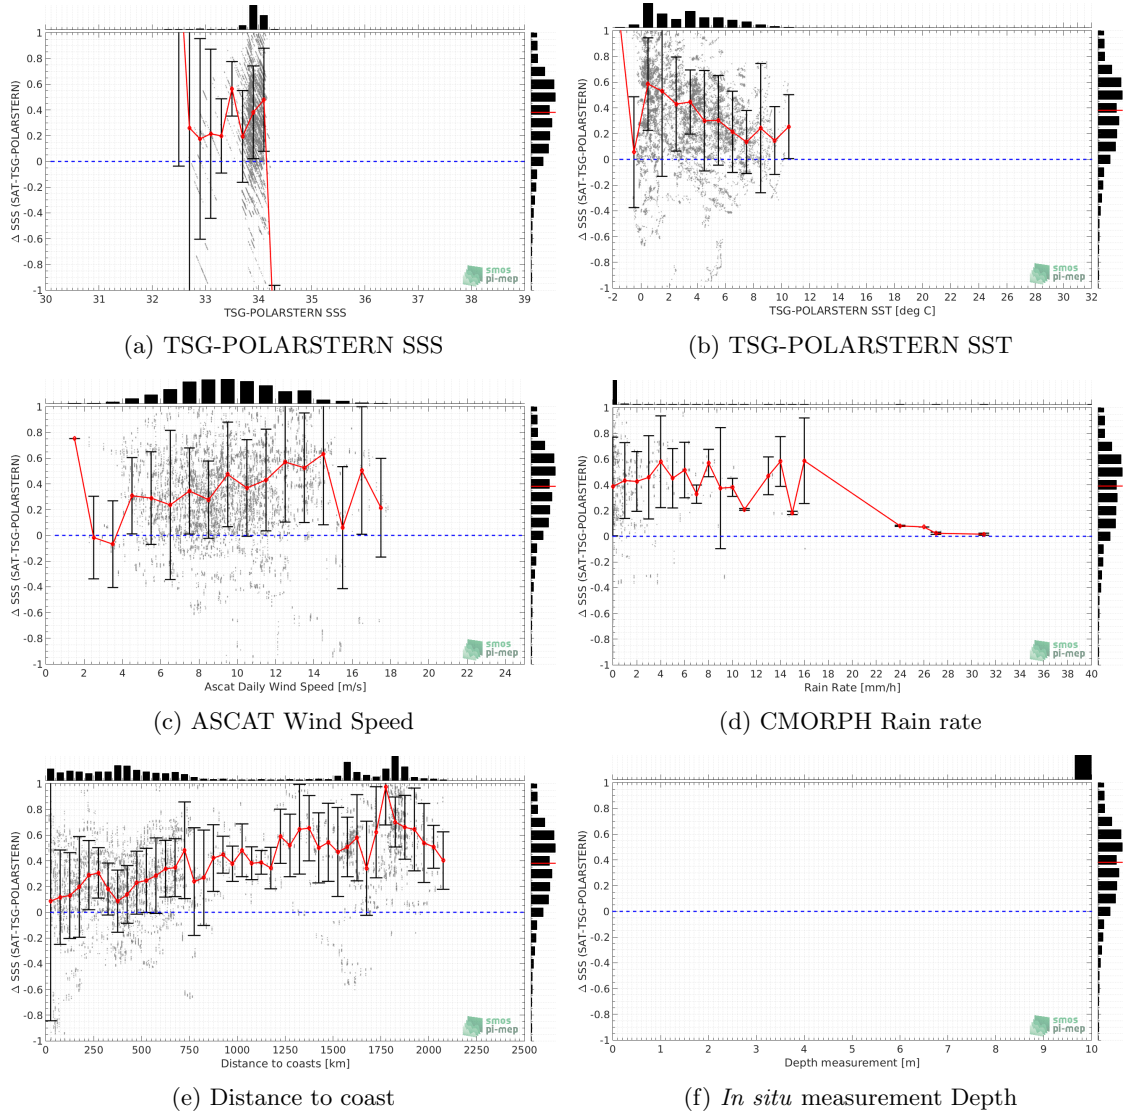 Δ SSS (SAT-TSG-POLARSTERN)
1
0.8
0.6
0.4
0.2
0
-0.2
-0.4
-0.6
-0.8
-1
30 31 32 33 34 35 36 37 38 39
TSG-POLARSTERN SSS
smos
pi-mep
(a) TSG-POLARSTERN SSS
Δ SSS (SAT-TSG-POLARSTERN)
1
0.8
0.6
0.4
0.2
0
-0.2
-0.4
-0.6
-0.8
-1
-2 0 2 4 6 8 10 12 14 16 18 20 22 24 26 28 30 32
TSG-POLARSTERN SST [deg C]
smos
pi-mep
(b) TSG-POLARSTERN SST
Δ SSS (SAT-TSG-POLARSTERN)
1
0.8
0.6
0.4
0.2
0
-0.2
-0.4
-0.6
-0.8
-1
0 2 4 6 8 10 12 14 16 18 20 22 24
Ascat Daily Wind Speed [m/s]
smos
pi-mep
(c) ASCAT Wind Speed
Δ SSS (SAT-TSG-POLARSTERN)
1
0.8
0.6
0.4
0.2
0
-0.2
-0.4
-0.6
-0.8
-1
0 2 4 6 8 10 12 14 16 18 20 22 24 26 28 30 32 34 36 38 40
Rain Rate [mm/h]
smos
pi-mep
(d) CMORPH Rain rate
Δ SSS (SAT-TSG-POLARSTERN)
1
0.8
0.6
0.4
0.2
0
-0.2
-0.4
-0.6
-0.8
-1
0 250 500 750 1000 1250 1500 1750 2000 2250 2500
Distance to coasts [km]
smos
pi-mep
(e) Distance to coast
Δ SSS (SAT-TSG-POLARSTERN)
1
0.8
0.6
0.4
0.2
0
-0.2
-0.4
-0.6
-0.8
-1
0 1 2 3 4 5 6 7 8 9 10
Depth measurement [m]
smos
pi-mep
(f) In situ measurement Depth